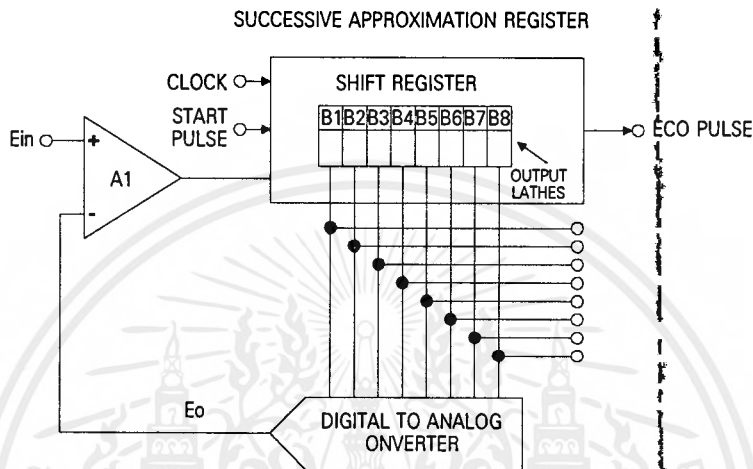 SUCCESSIVE APPROXIMATION REGISTER
CLOCK
SHIFT REGISTER
START
PULSE
B1 B2 B3 B4 B5 B6 B7 B8
ECO PULSE
Ein
+
A1
-
OUTPUT
LATHES
Eo
DIGITAL TO ANALOG
ONVERTER